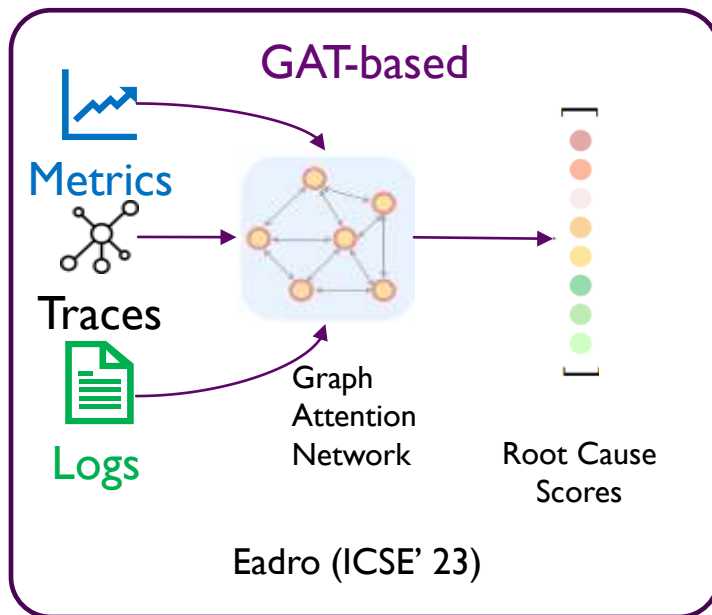 GAT-based
Metrics
Traces
Logs
Graph
Attention
Network
Root Cause
Scores
Eadro (ICSE’ 23)